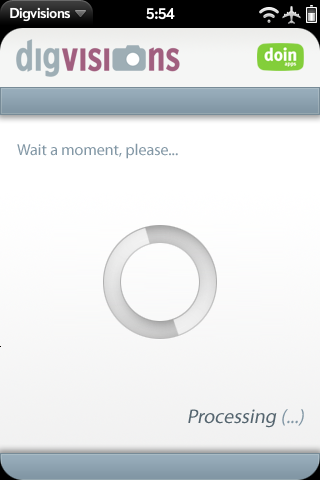 Digvisions
5:54
digvisions
doin
apps
Wait a moment, please...
Processing (...)